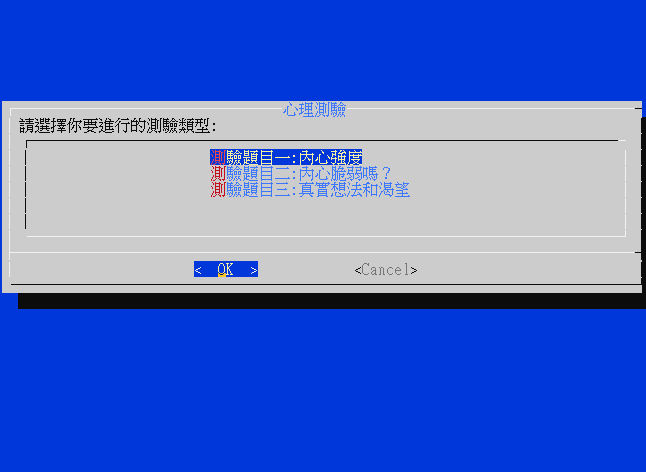 心理測驗
請選擇你要進行的測驗類型:
測驗題目一:內心強度
測驗題目二:內心脆弱嗎？
測驗題目三:真實想法和渴望
<  OK  > <Cancel>